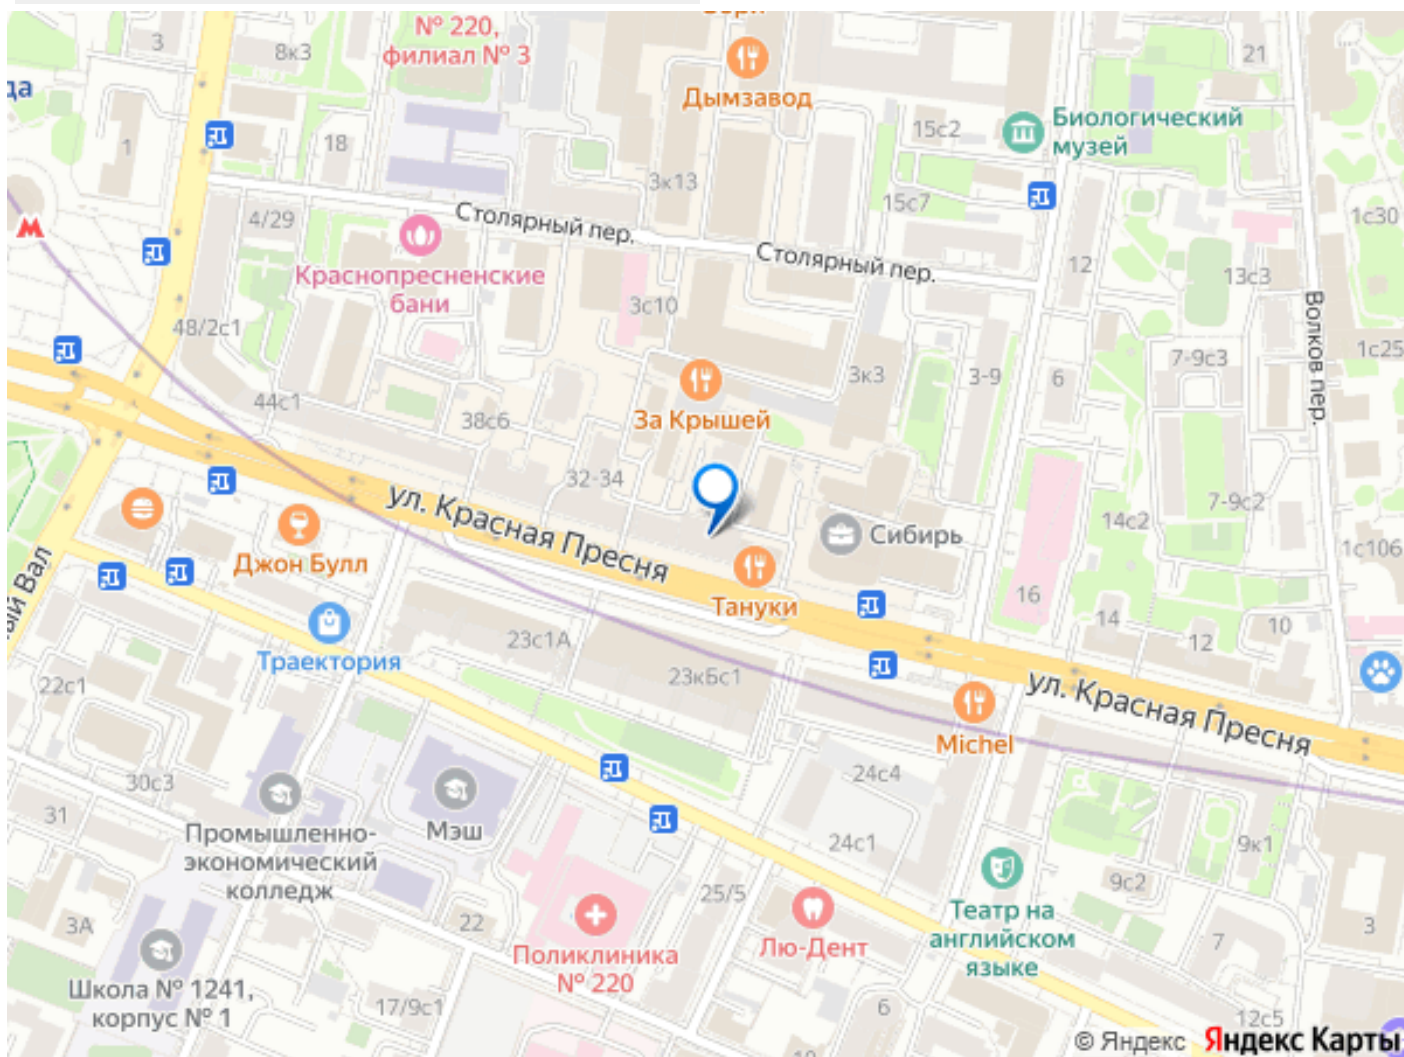 № 220,
филиал № 3
3
8к3
21
да
Дымзавод
15с2
Биологический
музей
1
18
3к13
15с7
1с30
4/29
Столярный пер.
Столярный пер.
12
13с3
Краснопресненские
бани
3с10
Волков пер.
48/2с1
1с25
7-9с3
3к3
3-9
6
44с1
38с6
За Крышей
32-34
ул. Красная Пресня
7-9с2
14с2
Сибирь
1с106
Джон Булл
ый Вал
Тануки
16
14
12
10
23с1А
Траектория
23кБс1
22с1
ул. Красная Пресня
Michel
30с3
24с4
31
Мэш
Промышленно-
экономический
колледж
24с1
9к1
9с2
25/5
3А
22
Театр на
английском
языке
7
3
Поликлиника
№ 220
Лю-Дент
Школа № 1241,
корпус № 1
17/9с1
6
12с5
© Яндекс Яндекс Карты